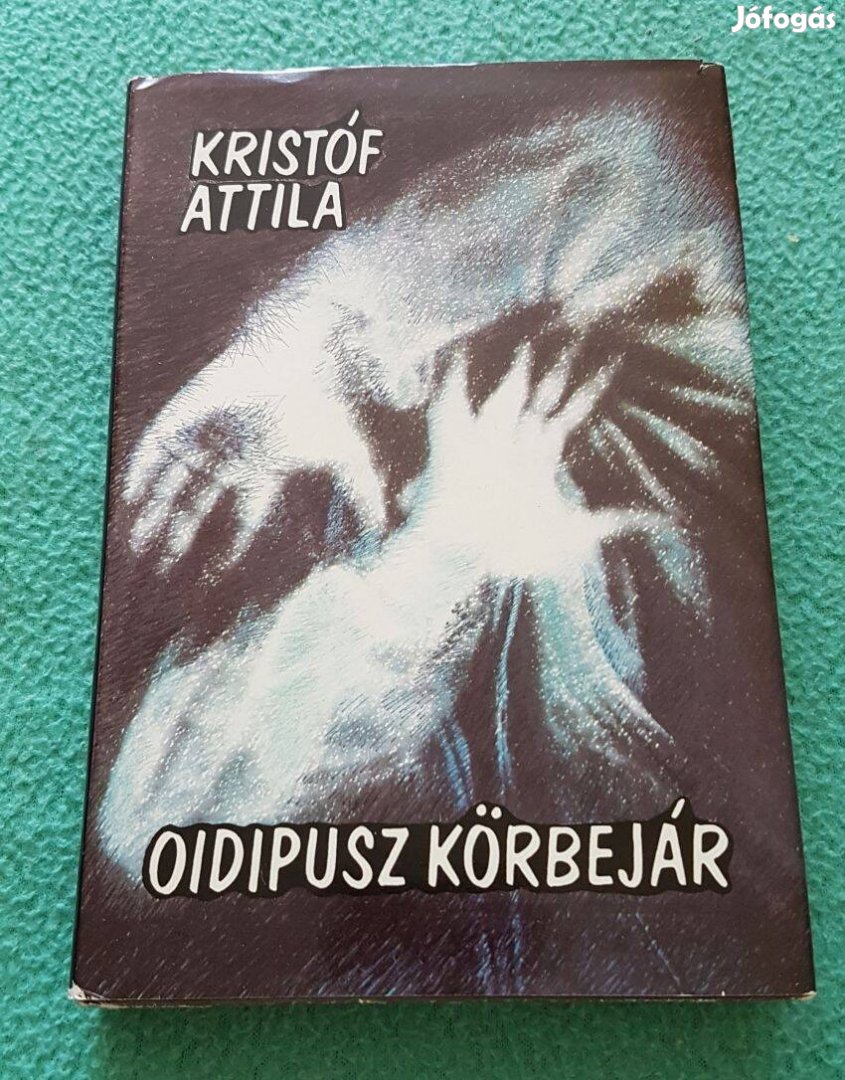 Jófogás
KRISTÓF
ATTILA
OIDIPUSZ KÖRBEJÁR